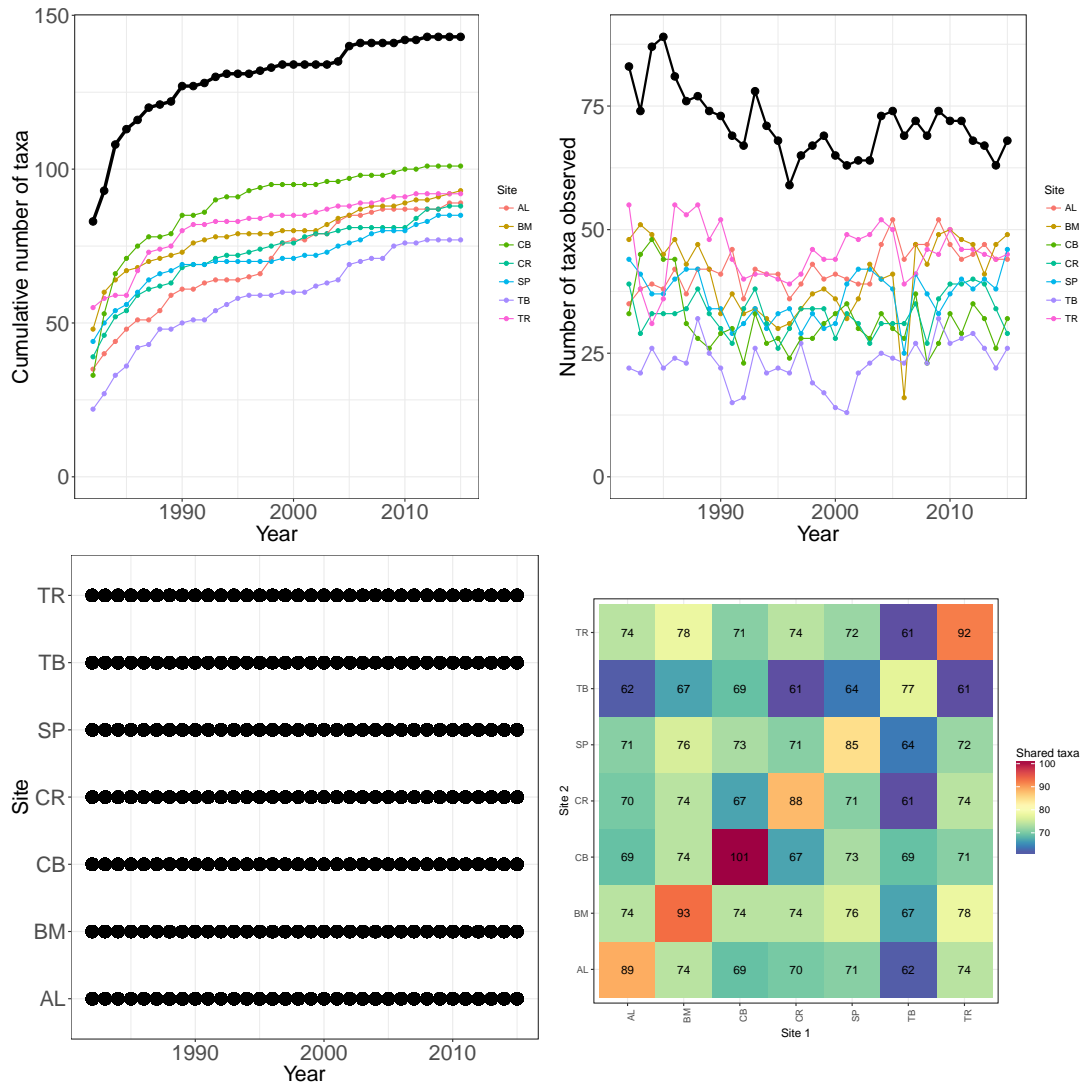 150
100
50
0
Cumulative number of taxa
1990 2000 2010
Year
Site
AL
BM
CB
CR
SP
TB
TR
75
50
25
0
Number of taxa observed
1990 2000 2010
Year
Site
AL
BM
CB
CR
SP
TB
TR
TR
TB
SP
CR
CB
BM
AL
Site
1990 2000 2010
Year
TR 74 78 71 74 72 61 92
TB 62 67 69 61 64 77 61
SP 71 76 73 71 85 64 72
CR 70 74 67 88 71 61 74
CB 69 74 101 67 73 69 71
BM 74 93 74 74 76 67 78
AL 89 74 69 70 71 62 74
Site 2
AL BM CB CR SP TB TR
Site 1
Shared taxa
100
90
80
70